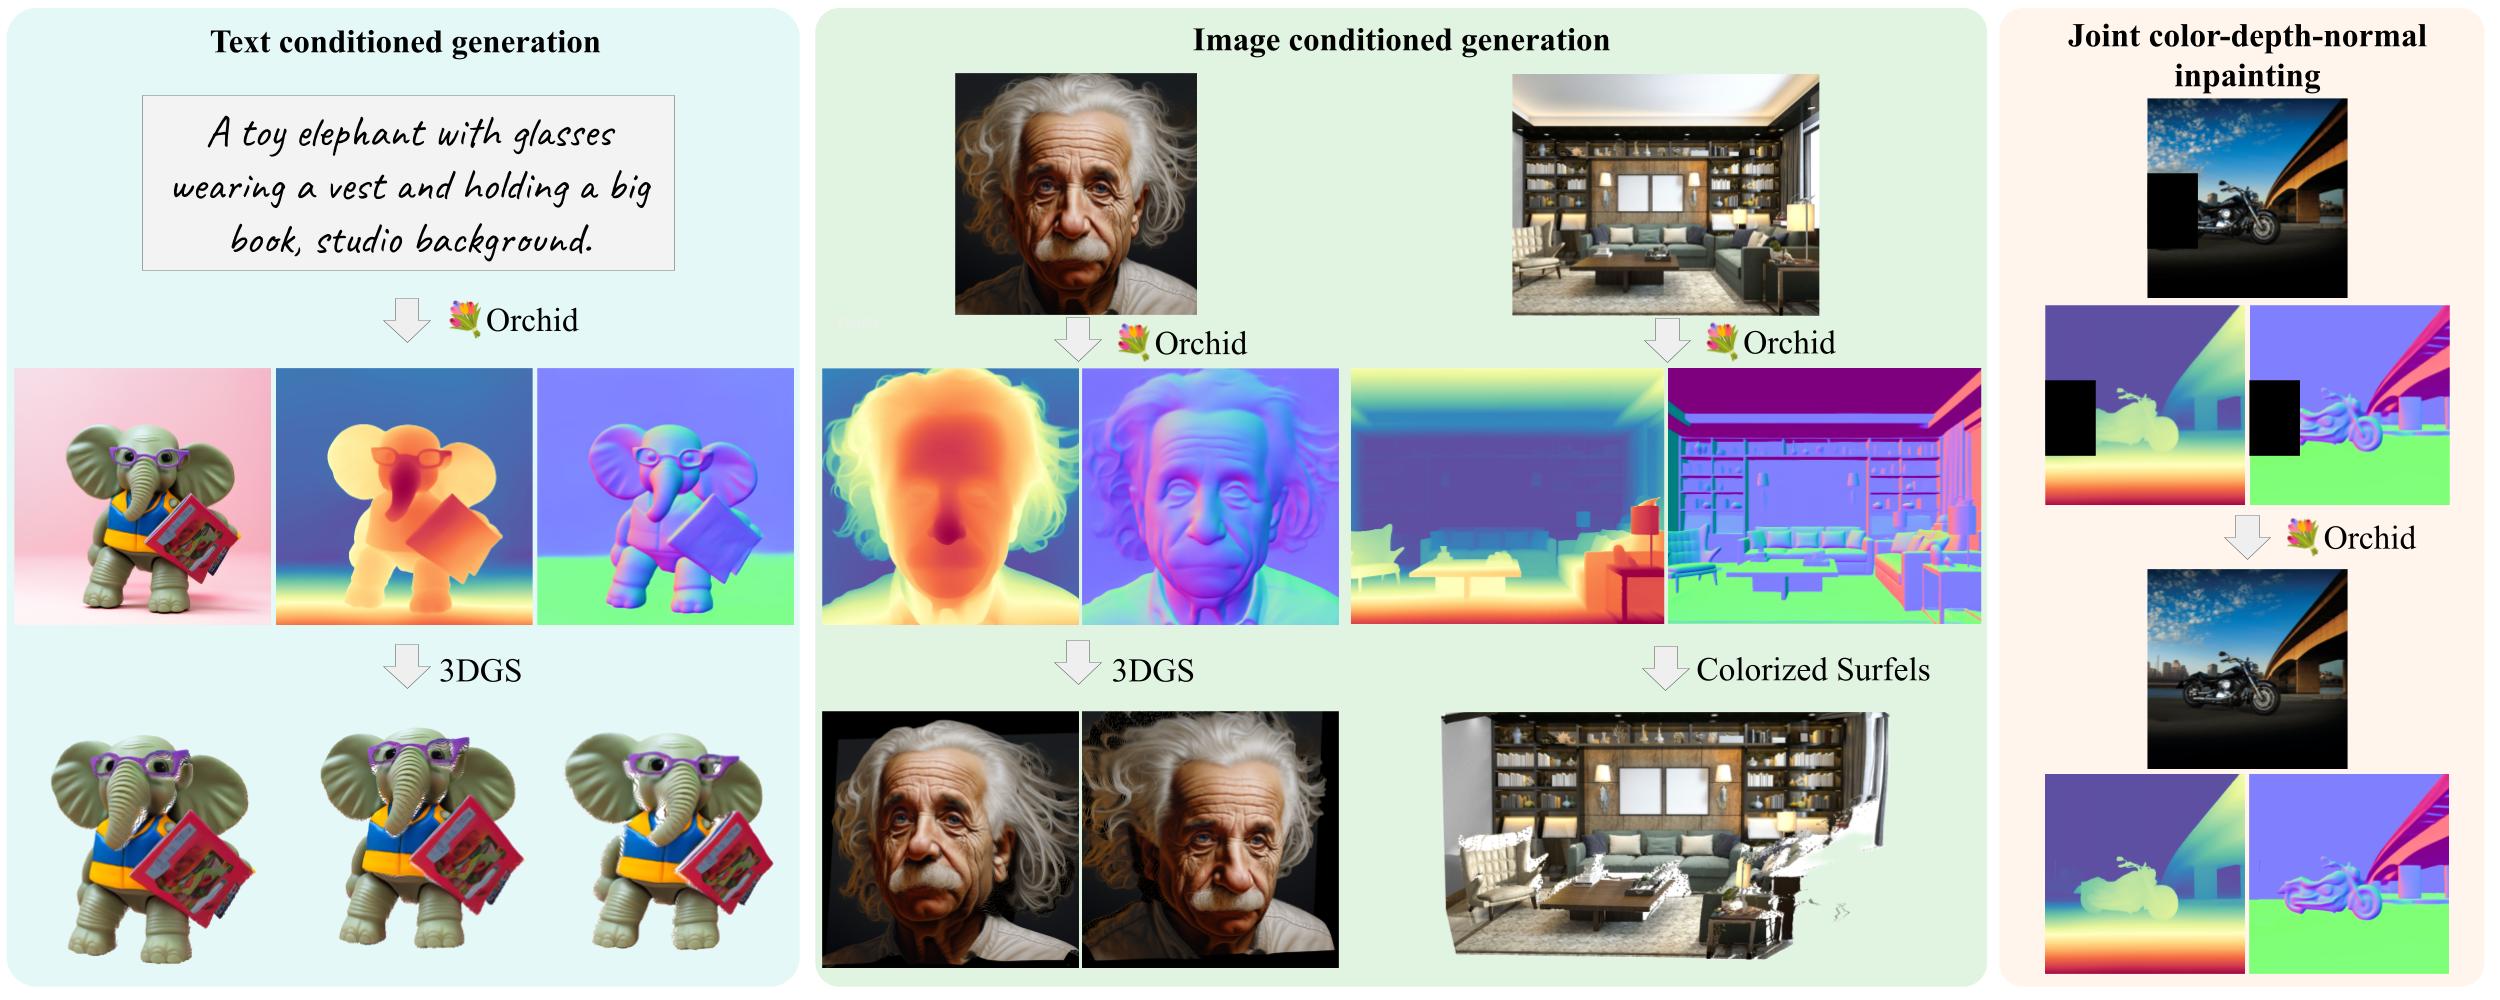 Text conditioned generation
A toy elephant with glasses
wearing a vest and holding a big
book, studio background.
Orchid
3DGS
Image conditioned generation
Orchid
Orchid
3DGS
Colorized Surfels
Joint color-depth-normal
inpainting
Orchid